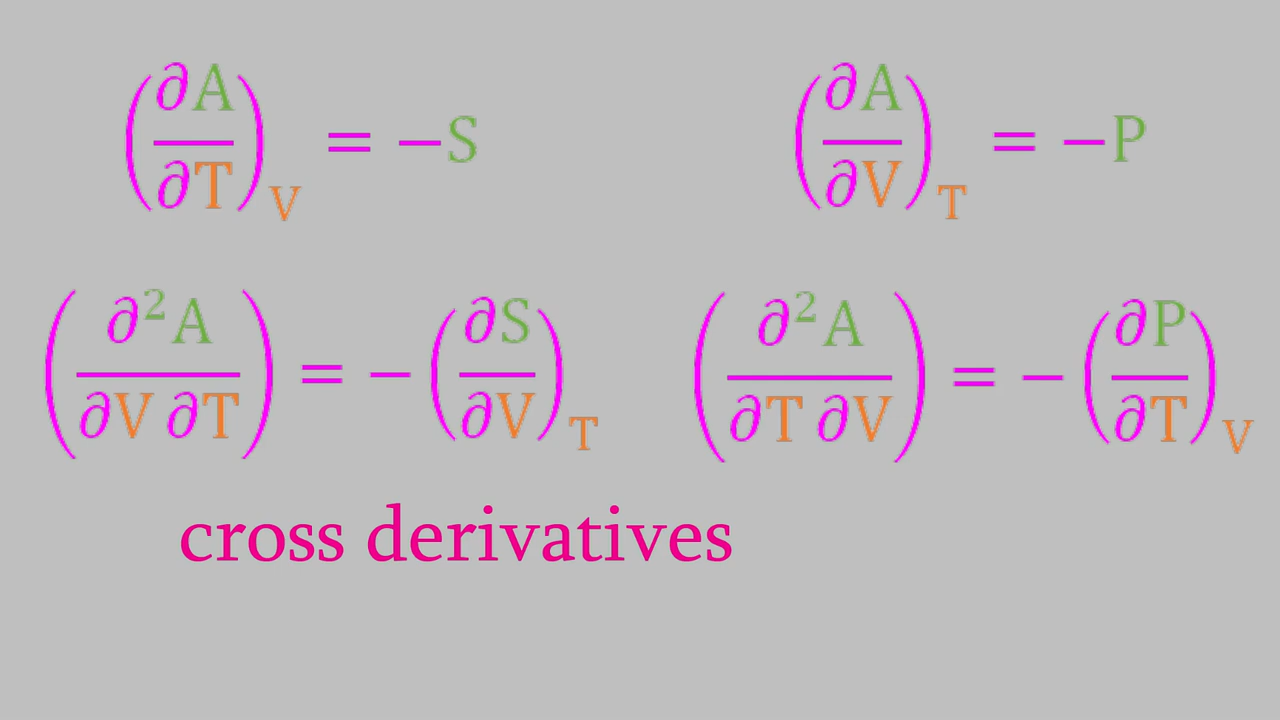 (∂A/∂T)_V = −S    (∂A/∂V)_T = −P
(∂²A/∂V ∂T) = −(∂S/∂V)_T    (∂²A/∂T ∂V) = −(∂P/∂T)_V
cross derivatives